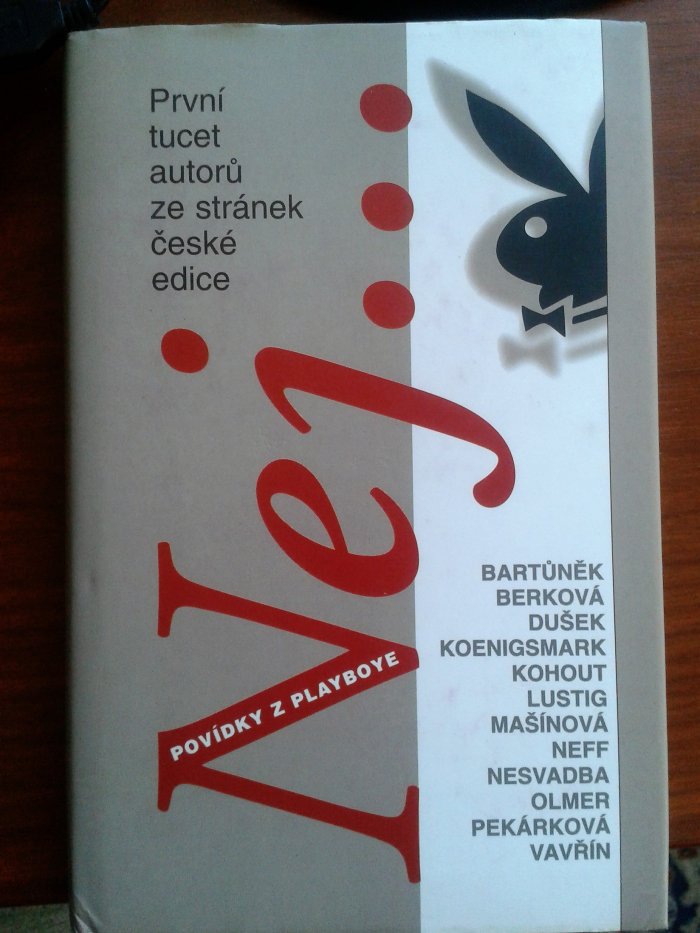 První
tucet
autorů
ze stránek
české
edice
Nej...
POVÍDKY Z PLAYBOYE
BARTŮNĚK
BERKOVÁ
DUŠEK
KOENIGSMARK
KOHOUT
LUSTIG
MAŠÍNOVÁ
NEFF
NESVADBA
OLMER
PEKÁRKOVÁ
VAVŘÍN